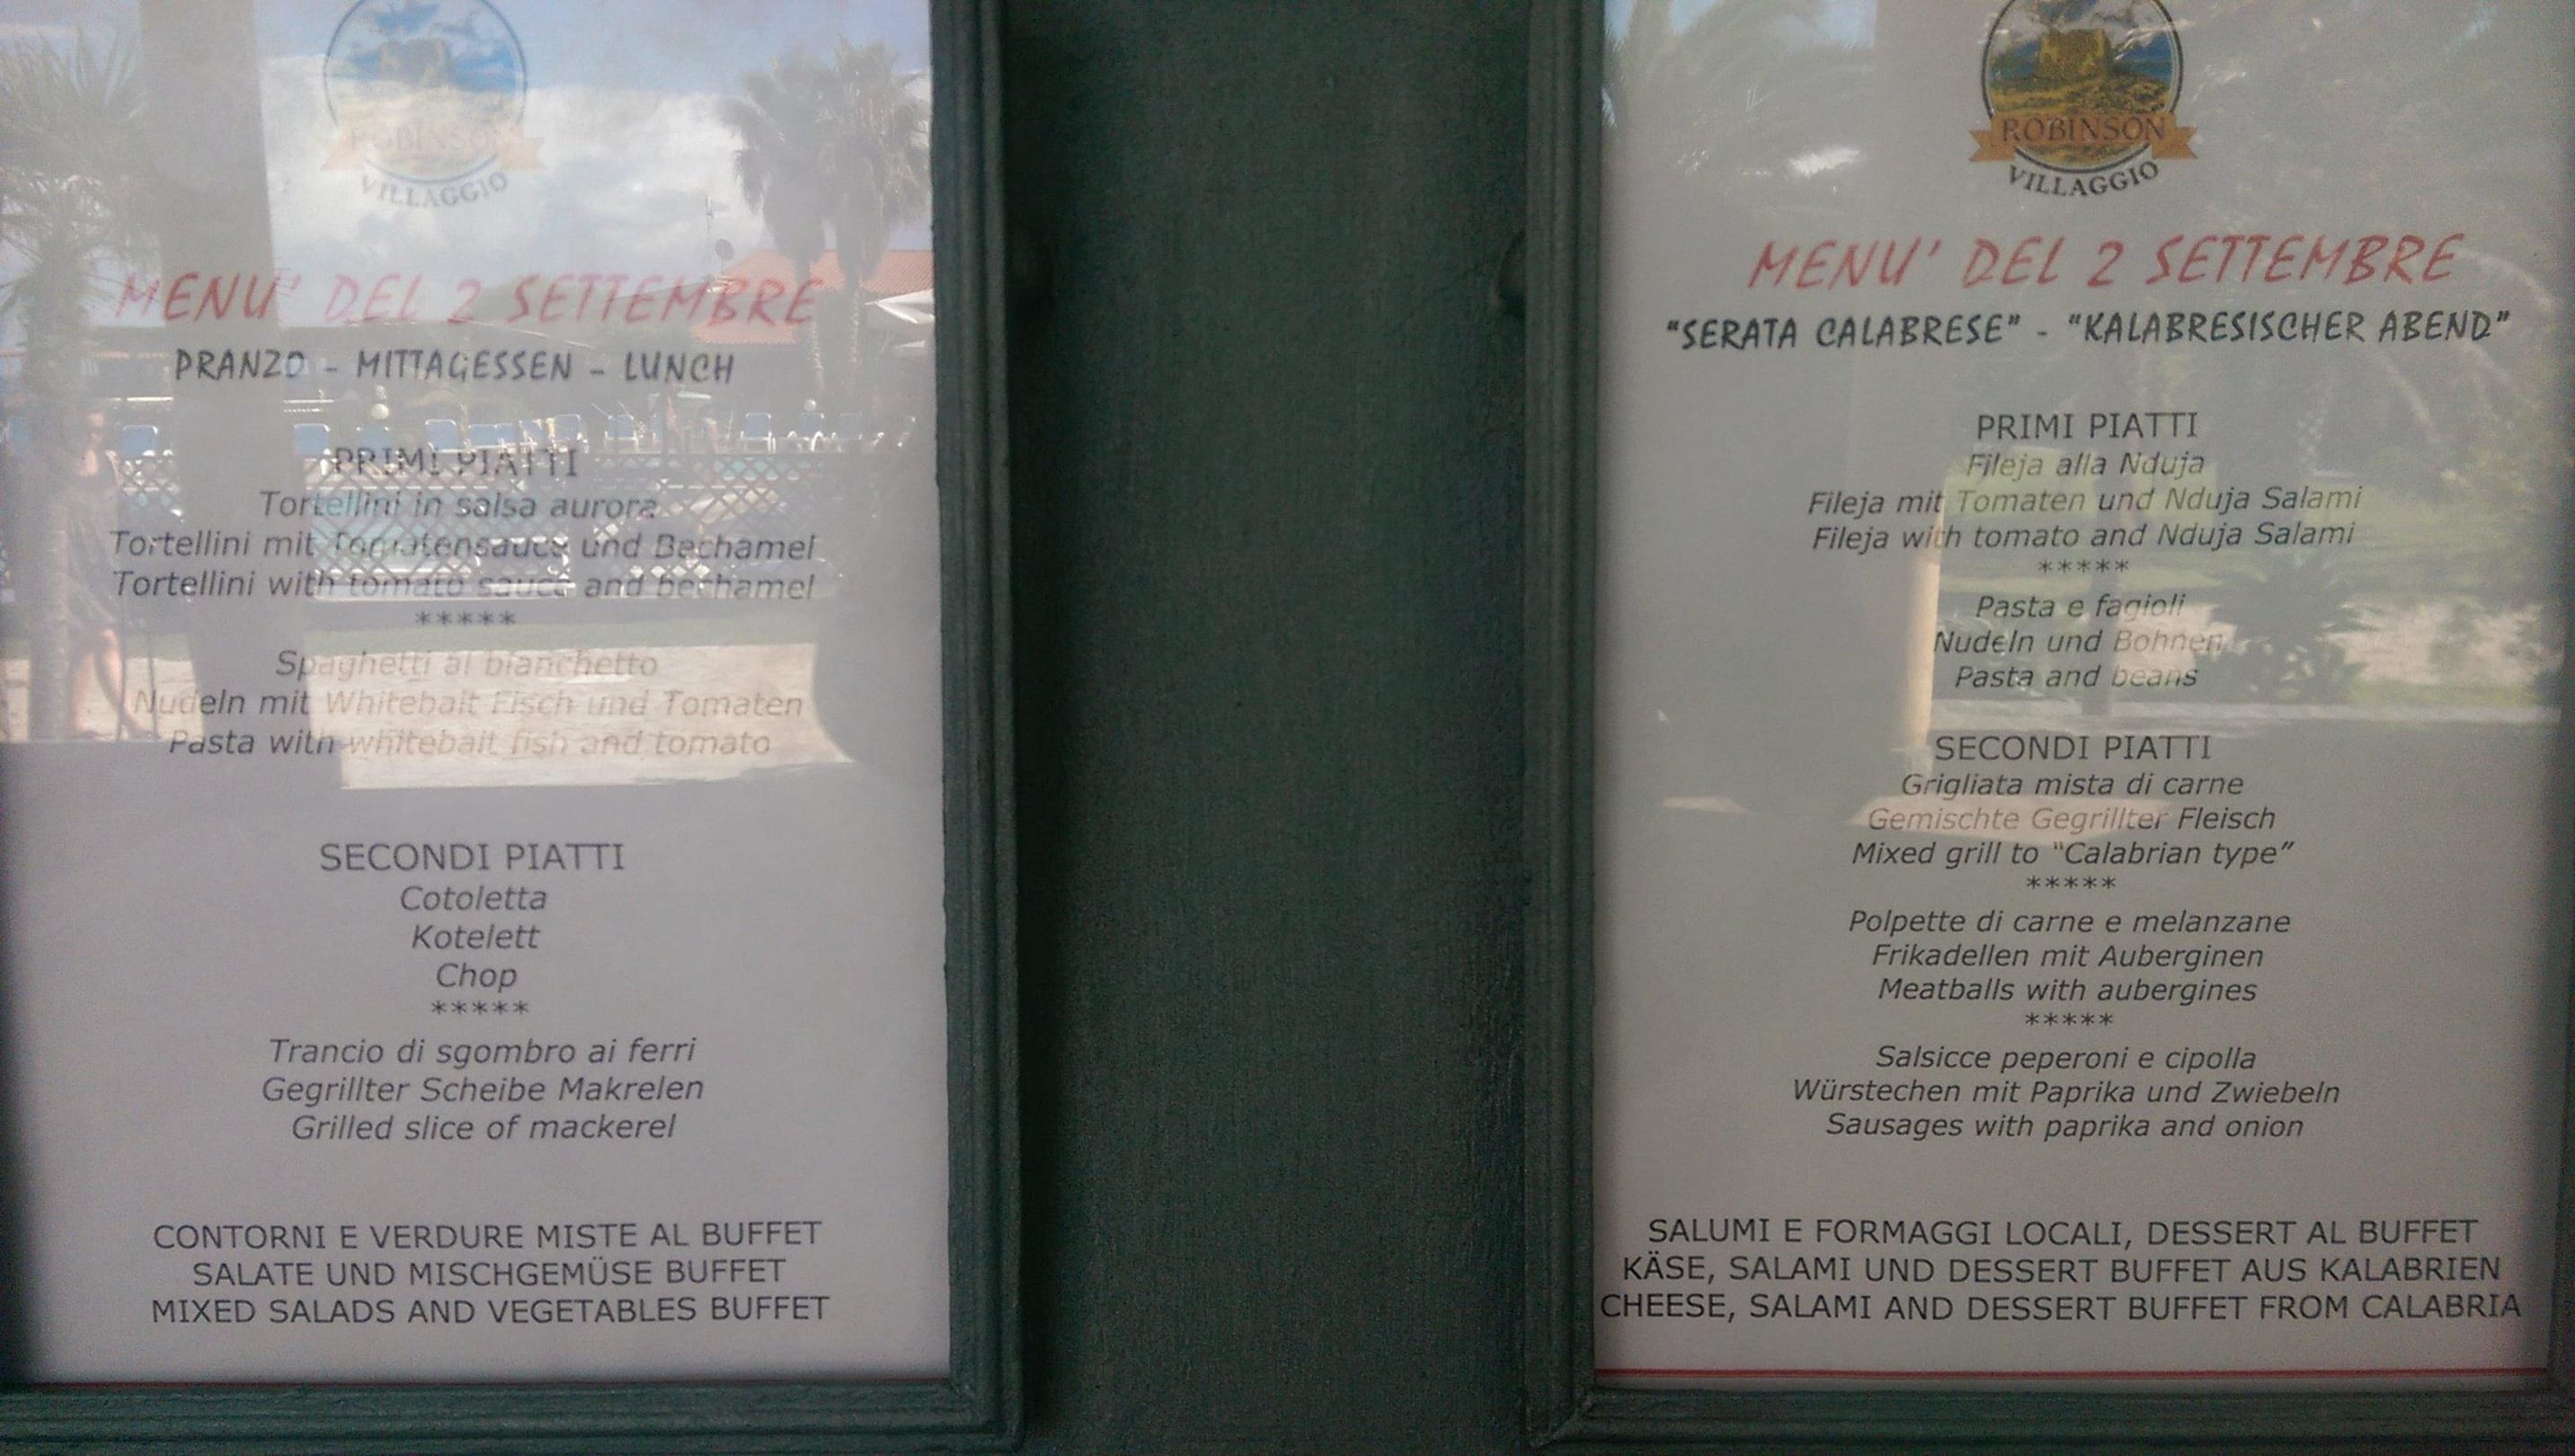 ROBINSON
VILLAGGIO
MENU' DEL 2 SETTEMBRE
PRANZO - MITTAGESSEN - LUNCH
PRIMI PIATTI
Tortellini in salsa aurora
Tortellini mit Tomatensauce und Bechamel
Tortellini with tomato sauce and bechamel
*****
Spaghetti al bianchetto
Nudeln mit Whitebait Fisch und Tomaten
Pasta with whitebait fish and tomato
SECONDI PIATTI
Cotoletta
Kotelett
Chop
*****
Trancio di sgombro ai ferri
Gegrillter Scheibe Makrelen
Grilled slice of mackerel
CONTORNI E VERDURE MISTE AL BUFFET
SALATE UND MISCHGEMÜSE BUFFET
MIXED SALADS AND VEGETABLES BUFFET
ROBINSON
VILLAGGIO
MENU' DEL 2 SETTEMBRE
"SERATA CALABRESE" - "KALABRESISCHER ABEND"
PRIMI PIATTI
Fileja alla Nduja
Fileja mit Tomaten und Nduja Salami
Fileja with tomato and Nduja Salami
*****
Pasta e fagioli
Nudeln und Bohnen
Pasta and beans
SECONDI PIATTI
Grigliata mista di carne
Gemischte Gegrillter Fleisch
Mixed grill to "Calabrian type"
*****
Polpette di carne e melanzane
Frikadellen mit Auberginen
Meatballs with aubergines
*****
Salsicce peperoni e cipolla
Würstechen mit Paprika und Zwiebeln
Sausages with paprika and onion
SALUMI E FORMAGGI LOCALI, DESSERT AL BUFFET
KÄSE, SALAMI UND DESSERT BUFFET AUS KALABRIEN
CHEESE, SALAMI AND DESSERT BUFFET FROM CALABRIA